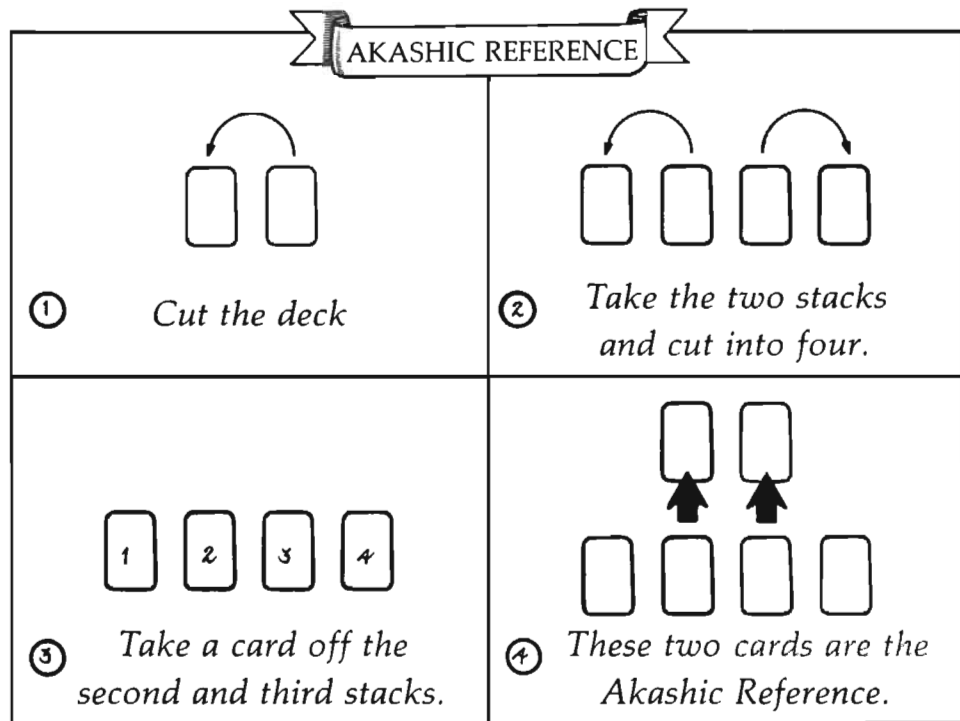 AKASHIC REFERENCE
1
Cut the deck
2
Take the two stacks
and cut into four.
1 2 3 4
3
Take a card off the
second and third stacks.
4
These two cards are the
Akashic Reference.